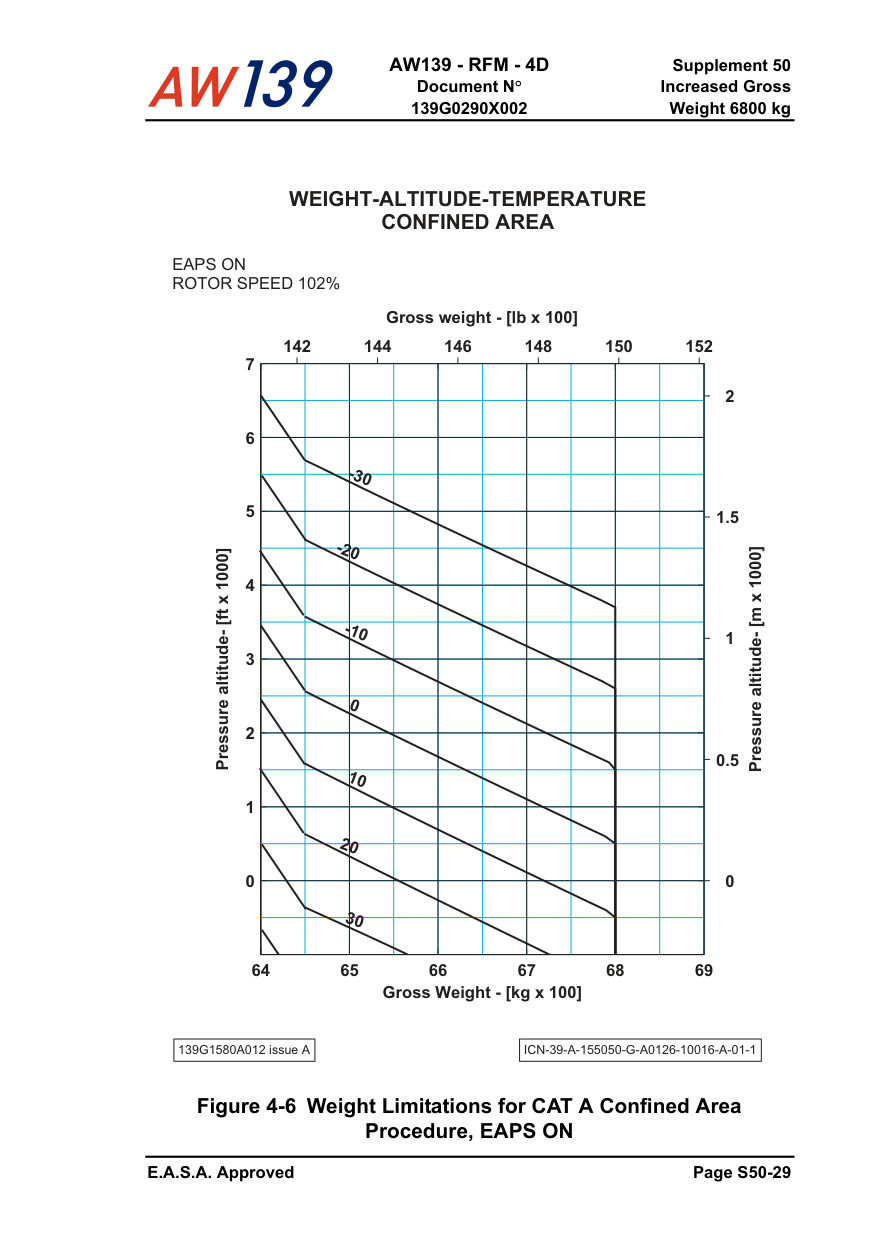 AW139
AW139 - RFM - 4D
Document N°
139G0290X002
Supplement 50
Increased Gross
Weight 6800 kg
WEIGHT-ALTITUDE-TEMPERATURE
CONFINED AREA
EAPS ON
ROTOR SPEED 102%
Gross weight - [lb x 100]
142 144 146 148 150 152
7
6
5
4
3
2
1
0
Pressure altitude- [ft x 1000]
-30
-20
-10
0
10
20
30
2
1.5
1
0.5
0
Pressure altitude- [m x 1000]
64 65 66 67 68 69
Gross Weight - [kg x 100]
139G1580A012 issue A
ICN-39-A-155050-G-A0126-10016-A-01-1
Figure 4-6 Weight Limitations for CAT A Confined Area
Procedure, EAPS ON
E.A.S.A. Approved
Page S50-29